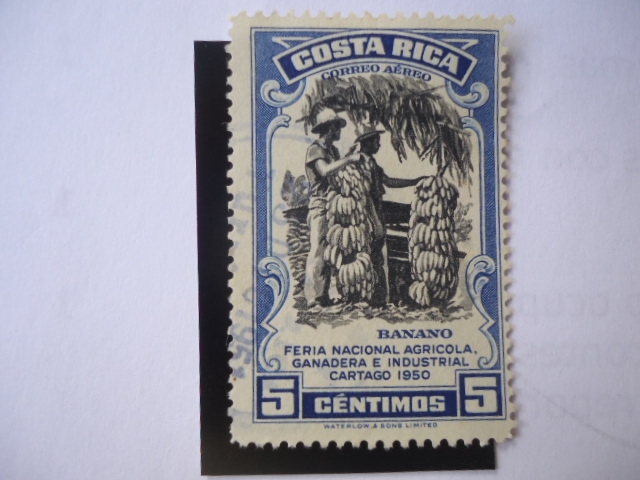 COSTA RICA
CORREO AÉREO
BANANO
FERIA NACIONAL AGRICOLA,
GANADERA E INDUSTRIAL
CARTAGO 1950
5 CÉNTIMOS 5
WATERLOW & SONS LIMITED